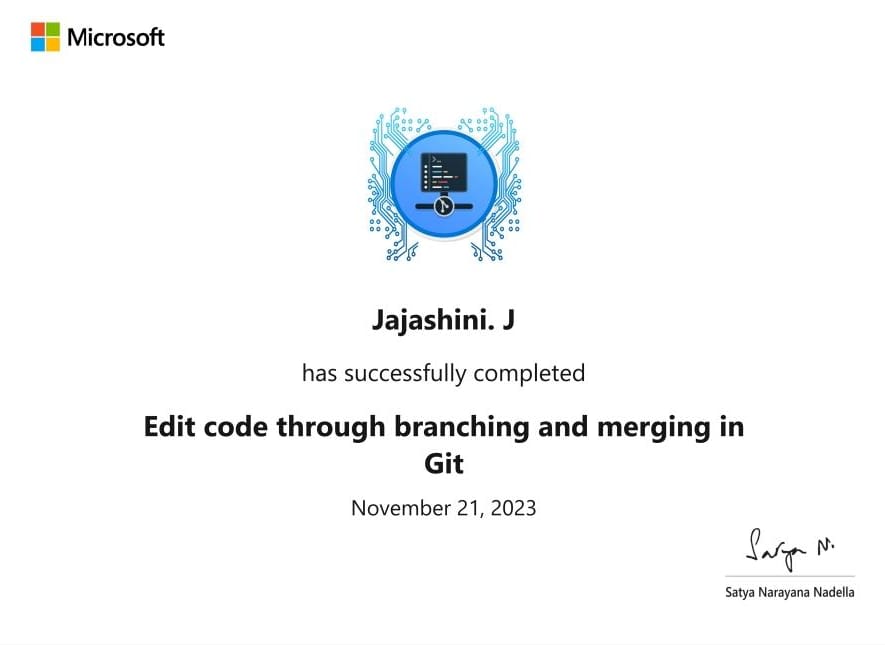 Microsoft
Jajashini. J
has successfully completed
Edit code through branching and merging in
Git
November 21, 2023
Satya N.
Satya Narayana Nadella